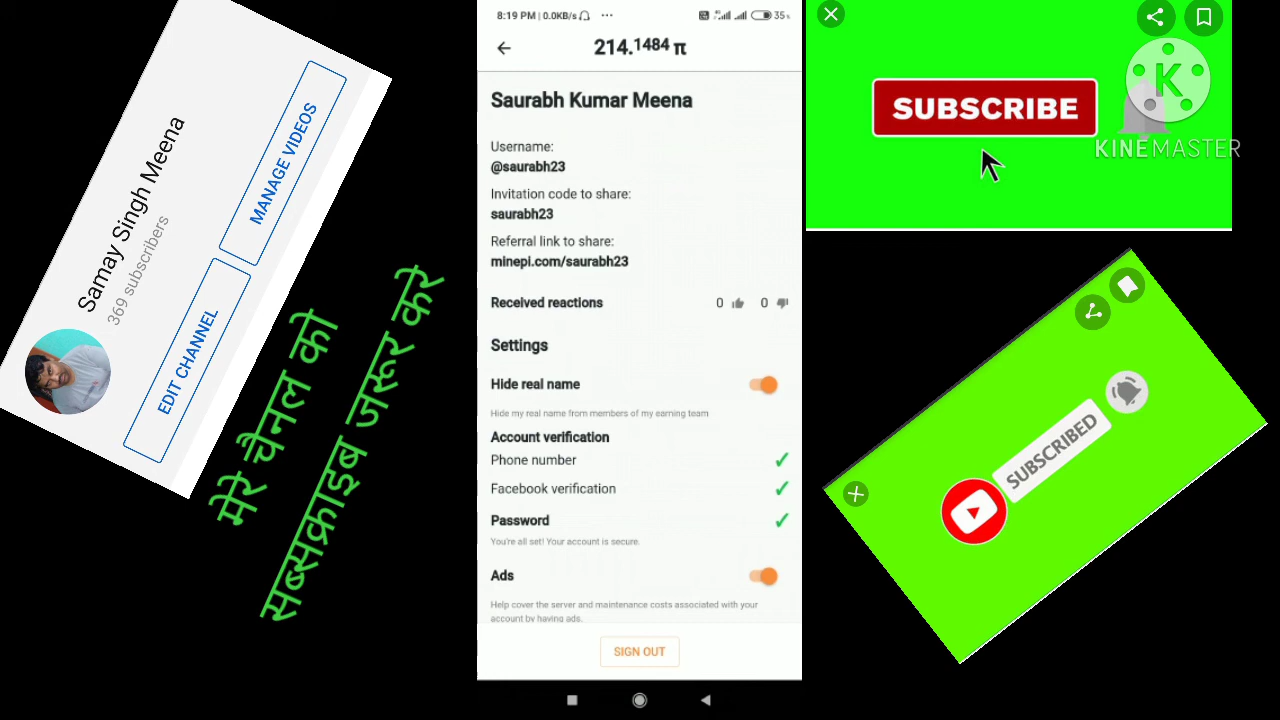 Samay Singh Meena
369 subscribers
EDIT CHANNEL
MANAGE VIDEOS
मेरे चैनल को
सब्सक्राइब जरूर करे
8:19 PM | 0.0KB/s
35
214.1484 π
Saurabh Kumar Meena
Username:
@saurabh23
Invitation code to share:
saurabh23
Referral link to share:
minepi.com/saurabh23
Received reactions 0 0
Settings
Hide real name
Hide my real name from members of my earning team
Account verification
Phone number
Facebook verification
Password
You're all set! Your account is secure.
Ads
Help cover the server and maintenance costs associated with your
account by having ads.
SIGN OUT
SUBSCRIBE
K
KINEMASTER
SUBSCRIBED